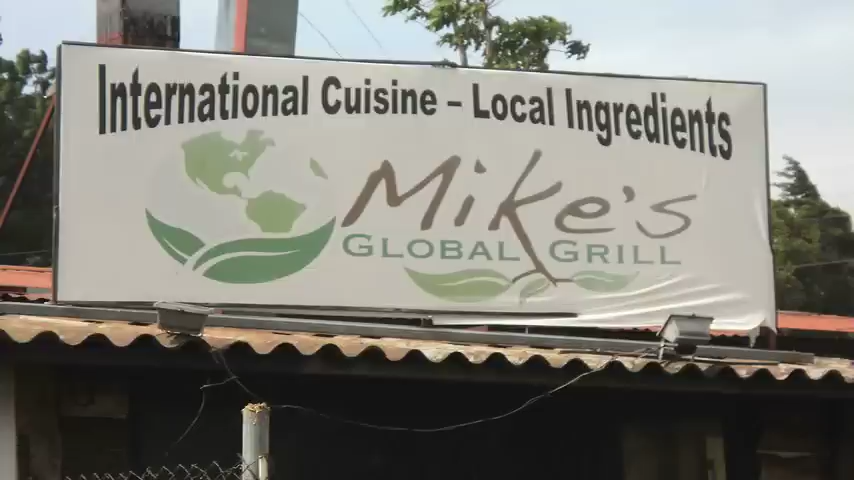 International Cuisine – Local Ingredients
Mike's
GLOBAL GRILL